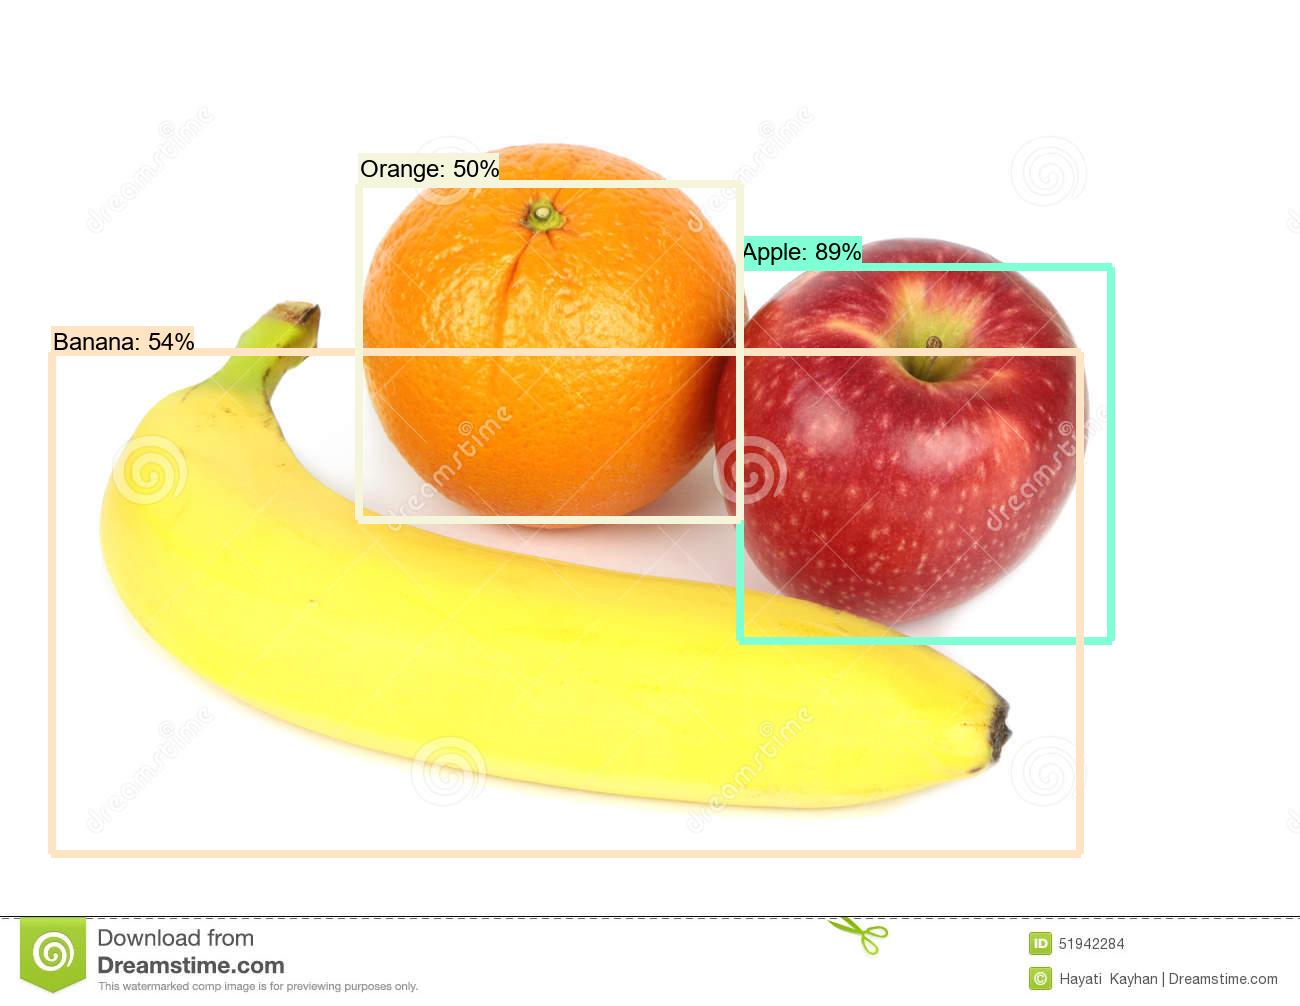 Orange: 50%
Apple: 89%
Banana: 54%
dreamstime.
dreamstime.
dreamstime.
dreamstime.
dreamstime.
dreamstime.
Download from
Dreamstime.com
This watermarked comp image is for previewing purposes only.
ID 51942284
© Hayati Kayhan | Dreamstime.com